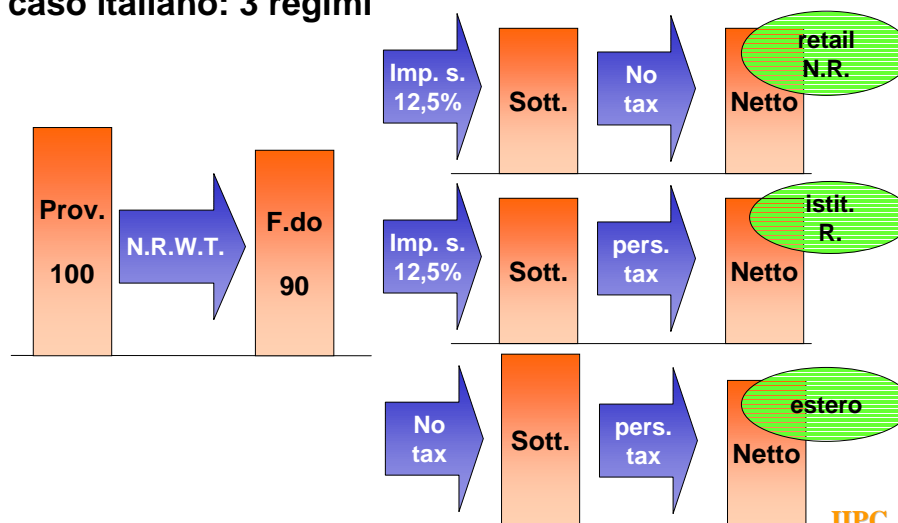 caso italiano: 3 regimi
Prov.
100
N.R.W.T.
F.do
90
Imp. s.
12,5%
Sott.
No
tax
Netto
retail
N.R.
Imp. s.
12,5%
Sott.
pers.
tax
Netto
istit.
R.
No
tax
Sott.
pers.
tax
Netto
estero